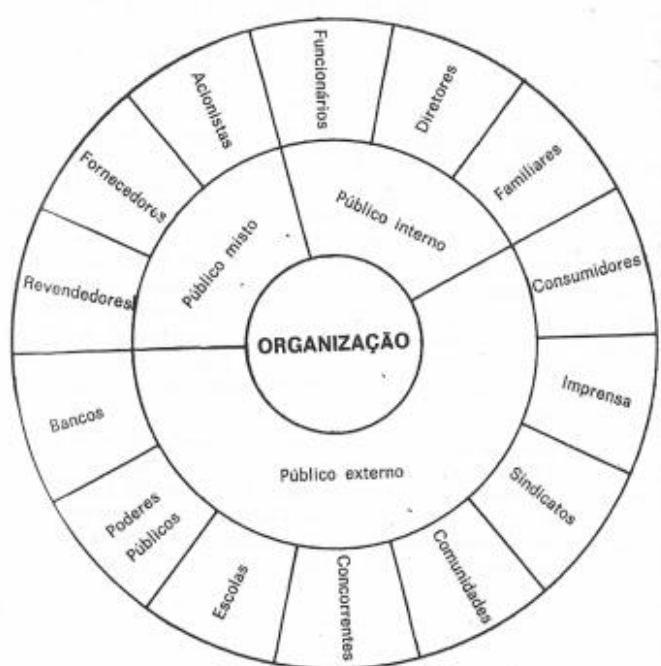 Funcionários
Diretores
Familiares
Consumidores
Imprensa
Sindicatos
Comunidades
Concorrentes
Escolas
Poderes
Públicos
Bancos
Revendedores
Fornecedores
Acionistas
Público misto
Público interno
Público externo
ORGANIZAÇÃO